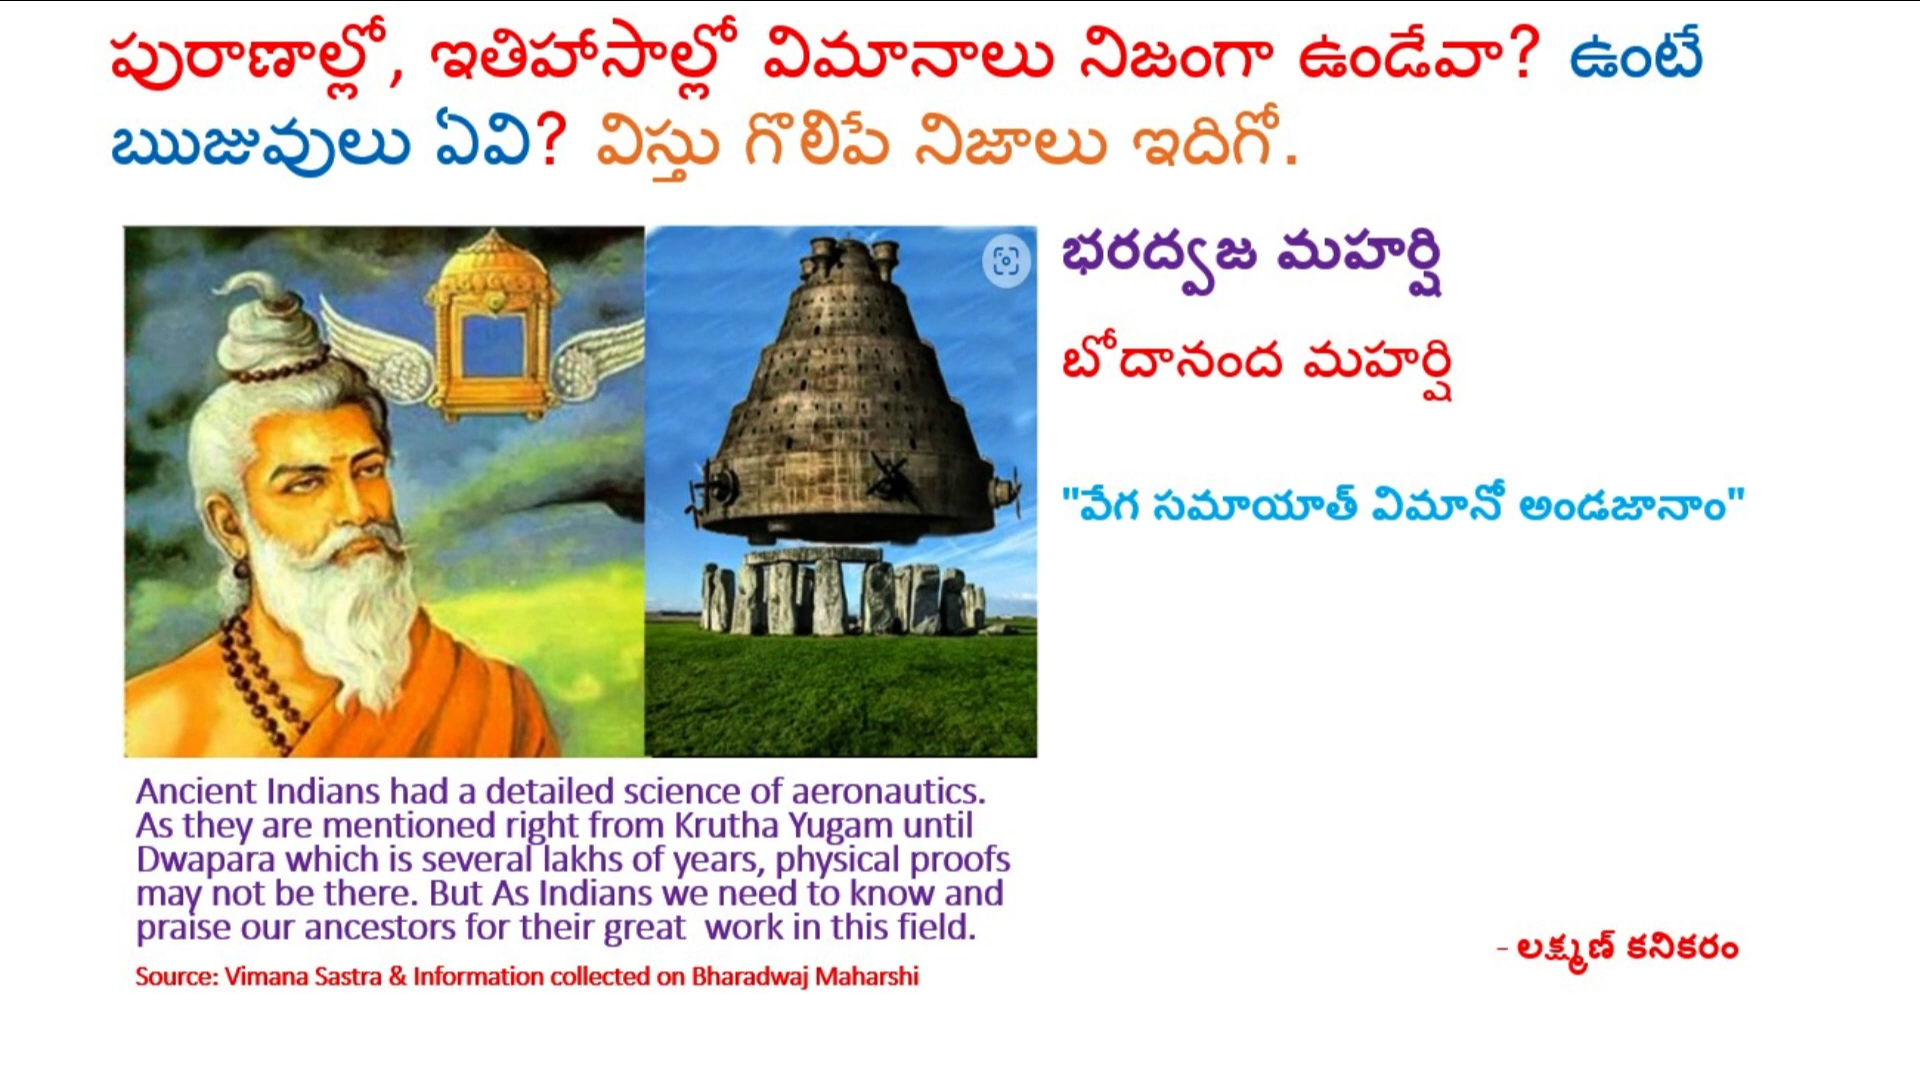 పురాణాల్లో, ఇతిహాసాల్లో విమానాలు నిజంగా ఉండేవా? ఉంటే
ఋజువులు ఏవి? విస్తు గొలిపే నిజాలు ఇదిగో.
భరద్వజ మహర్షి
బోదానంద మహర్షి
"వేగ సమాయాత్ విమానో అండజానాం"
Ancient Indians had a detailed science of aeronautics.
As they are mentioned right from Krutha Yugam until
Dwapara which is several lakhs of years, physical proofs
may not be there. But As Indians we need to know and
praise our ancestors for their great work in this field.
Source: Vimana Sastra & Information collected on Bharadwaj Maharshi
- లక్ష్మణ్ కనికరం